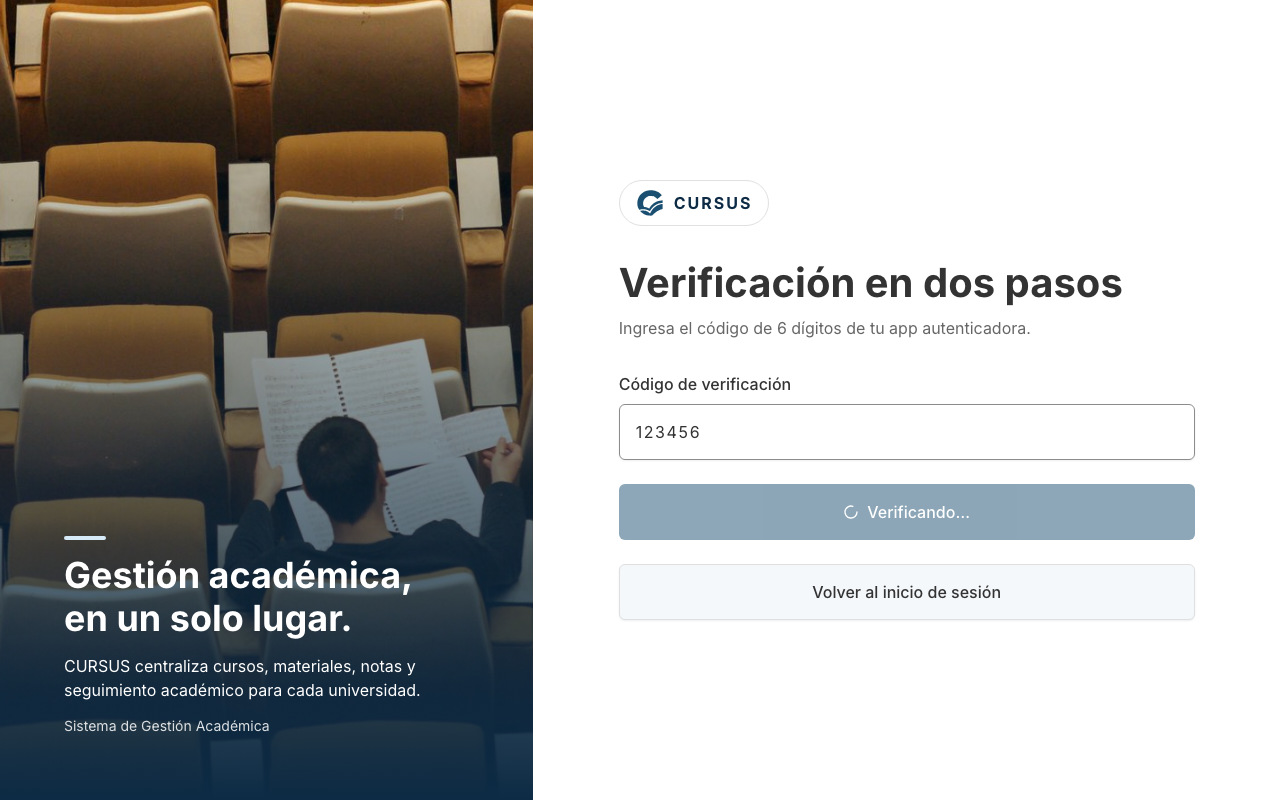 CURSUS
Verificación en dos pasos
Ingresa el código de 6 dígitos de tu app autenticadora.
Código de verificación
123456
Verificando...
Volver al inicio de sesión
Gestión académica,
en un solo lugar.
CURSUS centraliza cursos, materiales, notas y
seguimiento académico para cada universidad.
Sistema de Gestión Académica